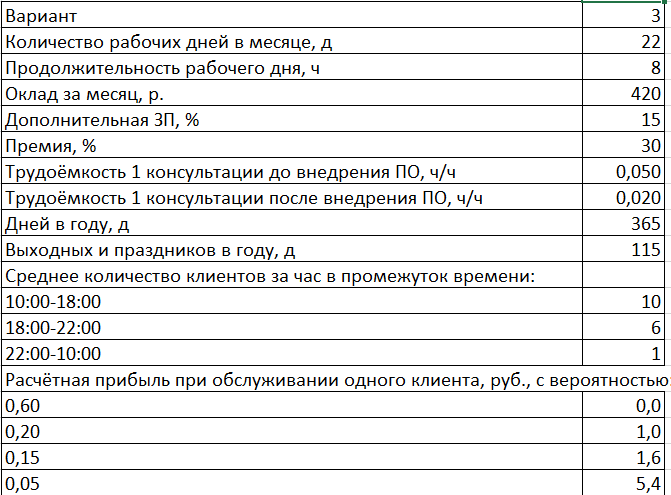 Вариант 3
Количество рабочих дней в месяце, д 22
Продолжительность рабочего дня, ч 8
Оклад за месяц, р. 420
Дополнительная ЗП, % 15
Премия, % 30
Трудоёмкость 1 консультации до внедрения ПО, ч/ч 0,050
Трудоёмкость 1 консультации после внедрения ПО, ч/ч 0,020
Дней в году, д 365
Выходных и праздников в году, д 115
Среднее количество клиентов за час в промежуток времени:
10:00-18:00 10
18:00-22:00 6
22:00-10:00 1
Расчётная прибыль при обслуживании одного клиента, руб., с вероятностью:
0,60 0,0
0,20 1,0
0,15 1,6
0,05 5,4